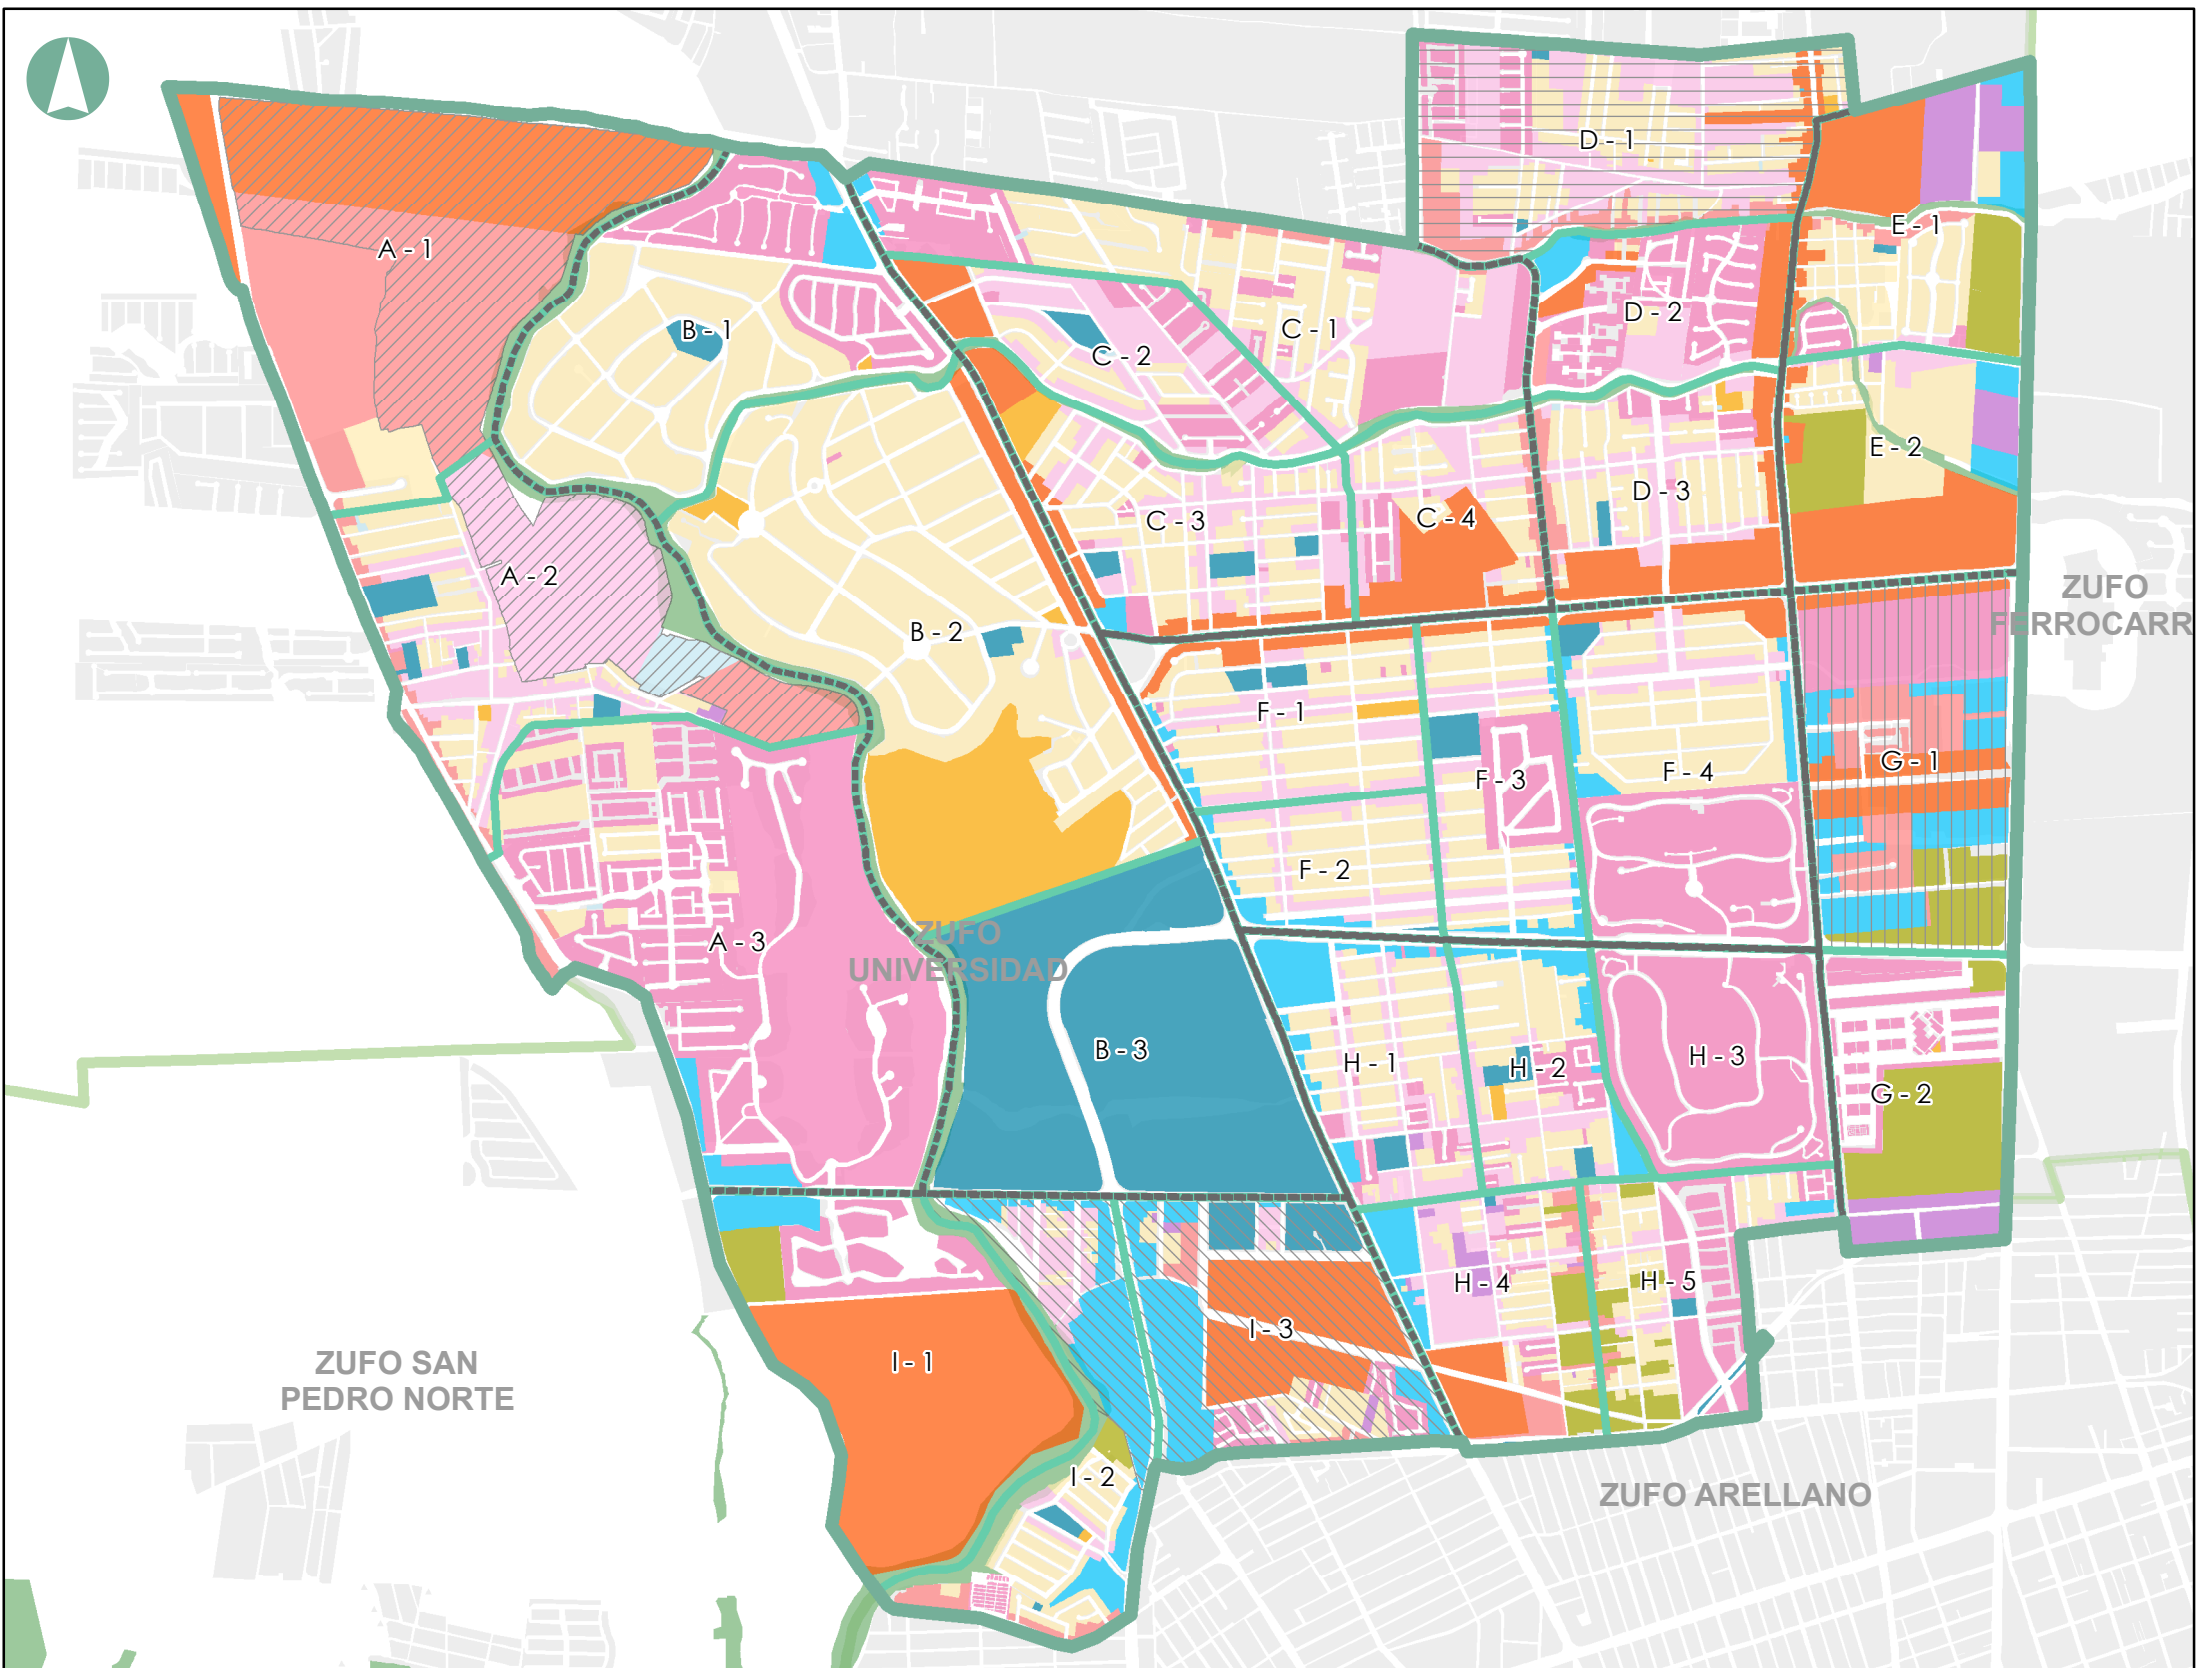 D - 1
E - 1
A - 1
D - 2
B - 1
C - 1
C - 2
E - 2
D - 3
C - 3
C - 4
A - 2
ZUFO
FERROCARR
B - 2
F - 1
G - 1
F - 4
F - 3
F - 2
A - 3
ZUFO
UNIVERSIDAD
B - 3
H - 3
H - 1
H - 2
G - 2
H - 5
H - 4
I - 3
I - 1
ZUFO SAN
PEDRO NORTE
I - 2
ZUFO ARELLANO